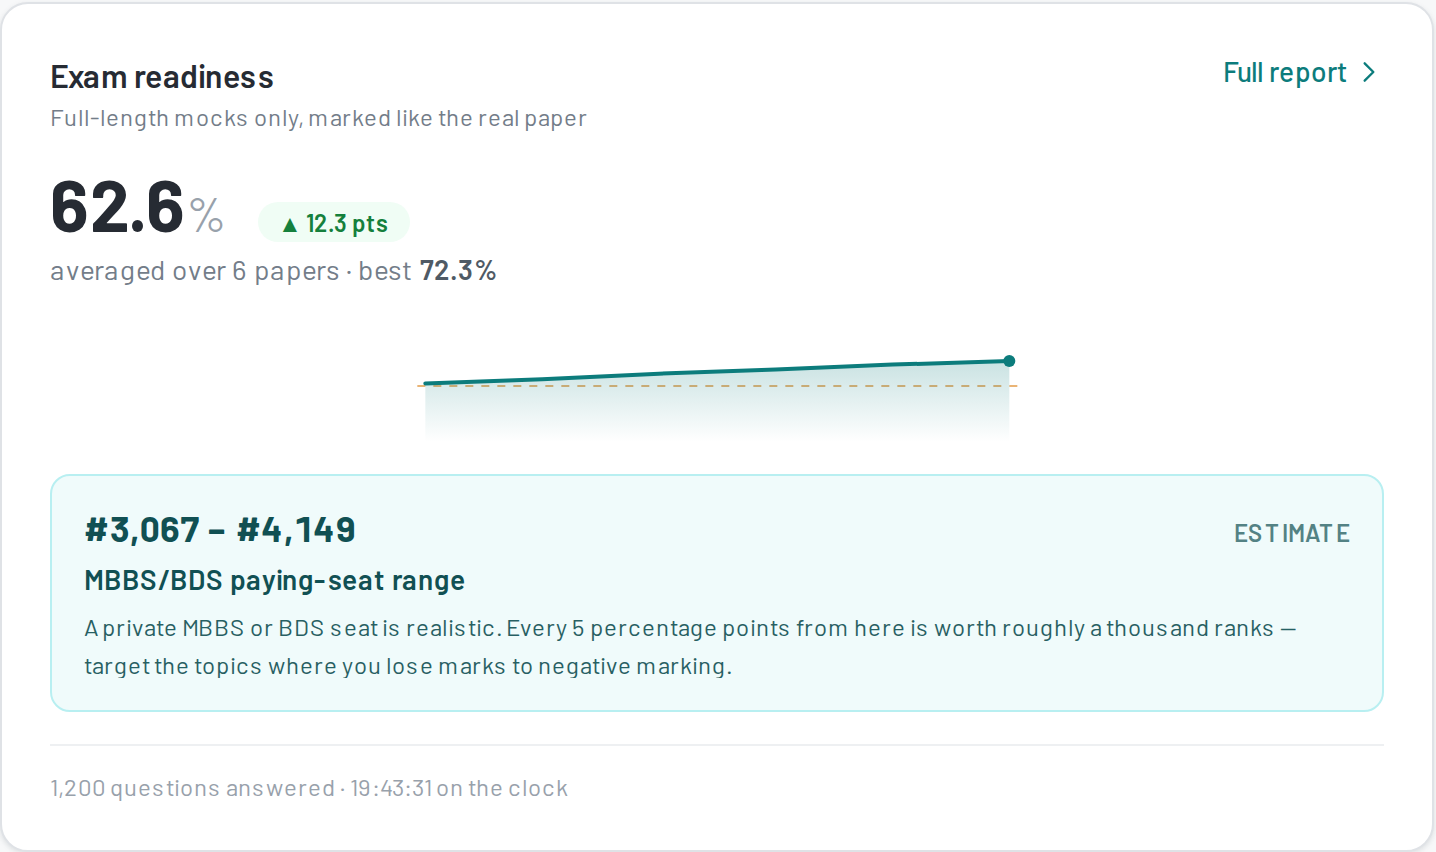 Exam readiness
Full report
Full-length mocks only, marked like the real paper
62.6%
▲ 12.3 pts
averaged over 6 papers · best 72.3%
#3,067 – #4,149
ESTIMATE
MBBS/BDS paying-seat range
A private MBBS or BDS seat is realistic. Every 5 percentage points from here is worth roughly a thousand ranks —
target the topics where you lose marks to negative marking.
1,200 questions answered · 19:43:31 on the clock